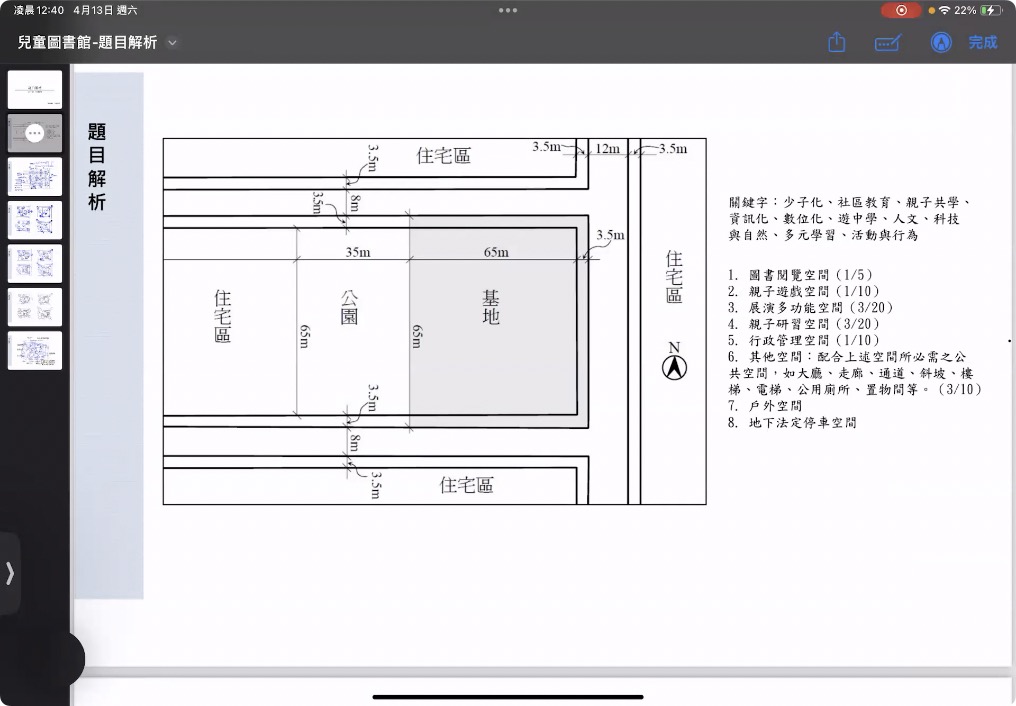 凌晨12:40 4月13日 週六
22%
兒童圖書館-題目解析
完成
題目解析
住宅區
3.5m
3.5m
12m
3.5m
8m
3.5m
3.5m
35m
65m
住宅區
公園
基地
住宅區
65m
65m
N
3.5m
8m
3.5m
住宅區
關鍵字：少子化、社區教育、親子共學、
資訊化、數位化、遊中學、人文、科技
與自然、多元學習、活動與行為
1. 圖書閱覽空間 (1/5)
2. 親子遊戲空間 (1/10)
3. 展演多功能空間 (3/20)
4. 親子研習空間 (3/20)
5. 行政管理空間 (1/10)
6. 其他空間：配合上述空間所必需之公
共空間，如大廳、走廊、通道、斜坡、樓
梯、電梯、公用廁所、置物間等。(3/10)
7. 戶外空間
8. 地下法定停車空間